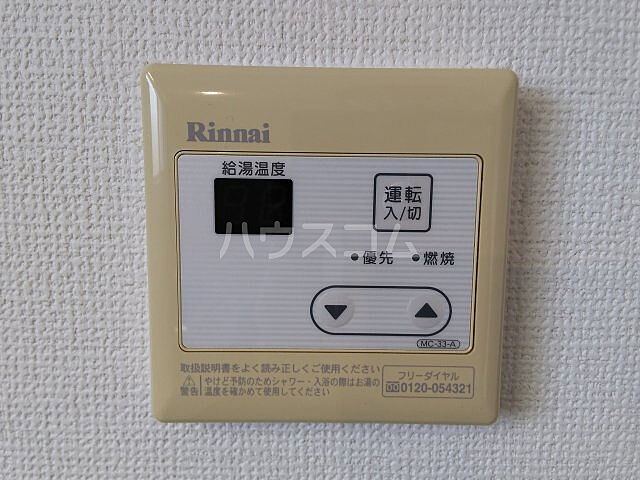 Rinnai
給湯温度
運転
入/切
ハウスコム
優先 燃焼
MC-33-A
取扱説明書をよく読み正しくご使用ください
警告 やけど予防のためシャワー・入浴の際はお湯の
温度を確かめて使用してください
フリーダイヤル
0120-054321